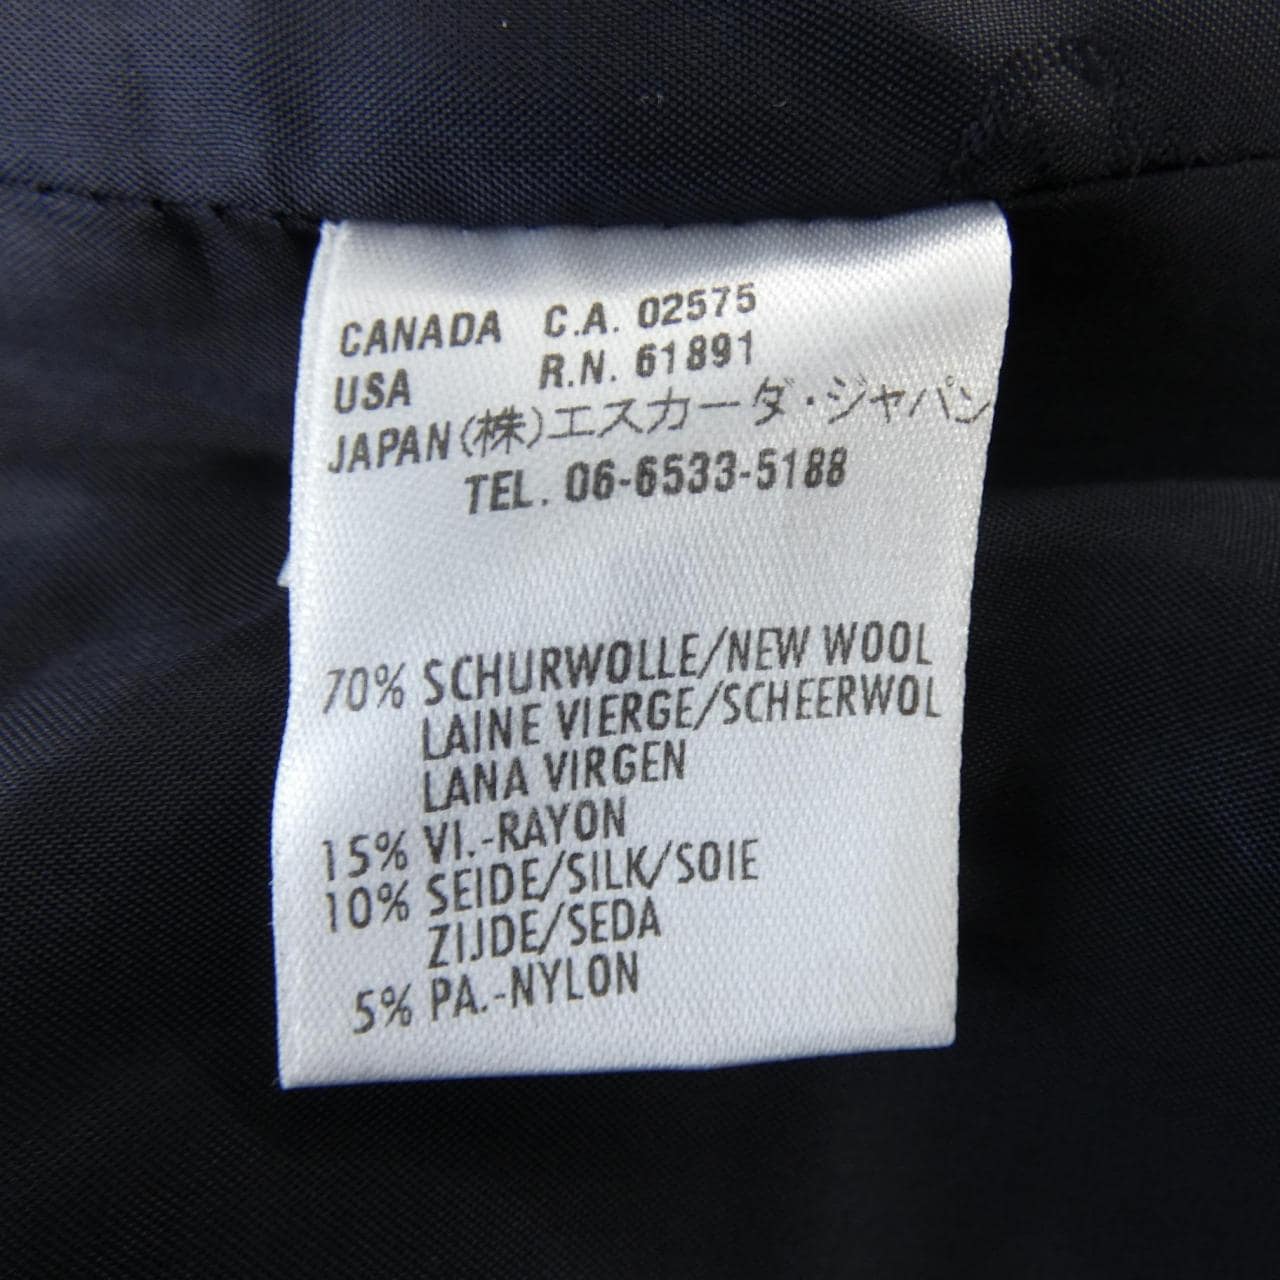 CANADA C.A. 02575
USA R.N. 61891
JAPAN (株)エスカーダ・ジャパン
TEL. 06-6533-5188
70% SCHURWOLLE/NEW WOOL
LAINE VIERGE/SCHEERWOL
LANA VIRGEN
15% VI.-RAYON
10% SEIDE/SILK/SOIE
ZIJDE/SEDA
5% PA.-NYLON